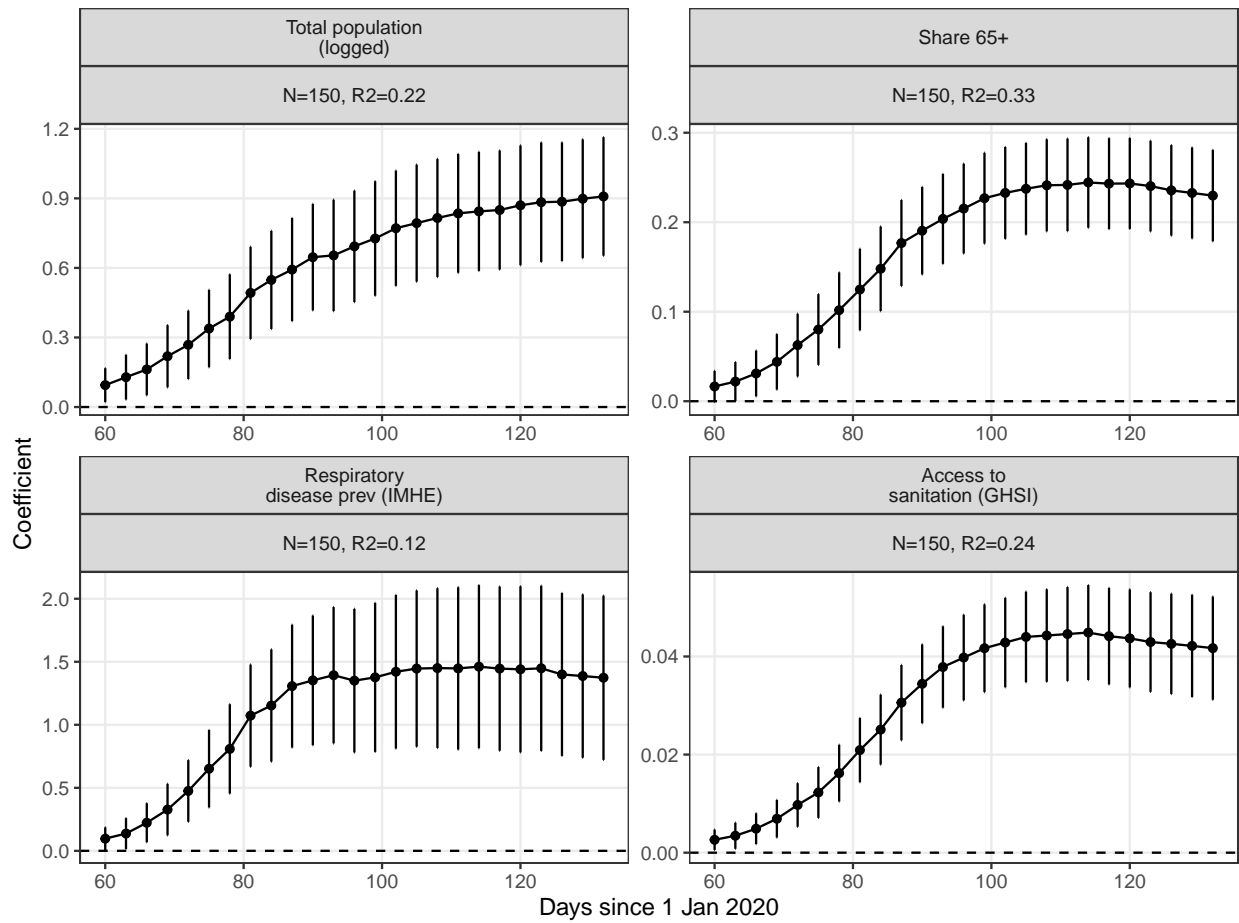 Total population
(logged)
N=150, R2=0.22
1.2
0.9
0.6
0.3
0.0
60
80
100
120
Share 65+
N=150, R2=0.33
0.3
0.2
0.1
0.0
60
80
100
120
Respiratory
disease prev (IMHE)
N=150, R2=0.12
2.0
1.5
1.0
0.5
0.0
60
80
100
120
Access to
sanitation (GHSI)
N=150, R2=0.24
0.04
0.02
0.00
60
80
100
120
Coefficient
Days since 1 Jan 2020